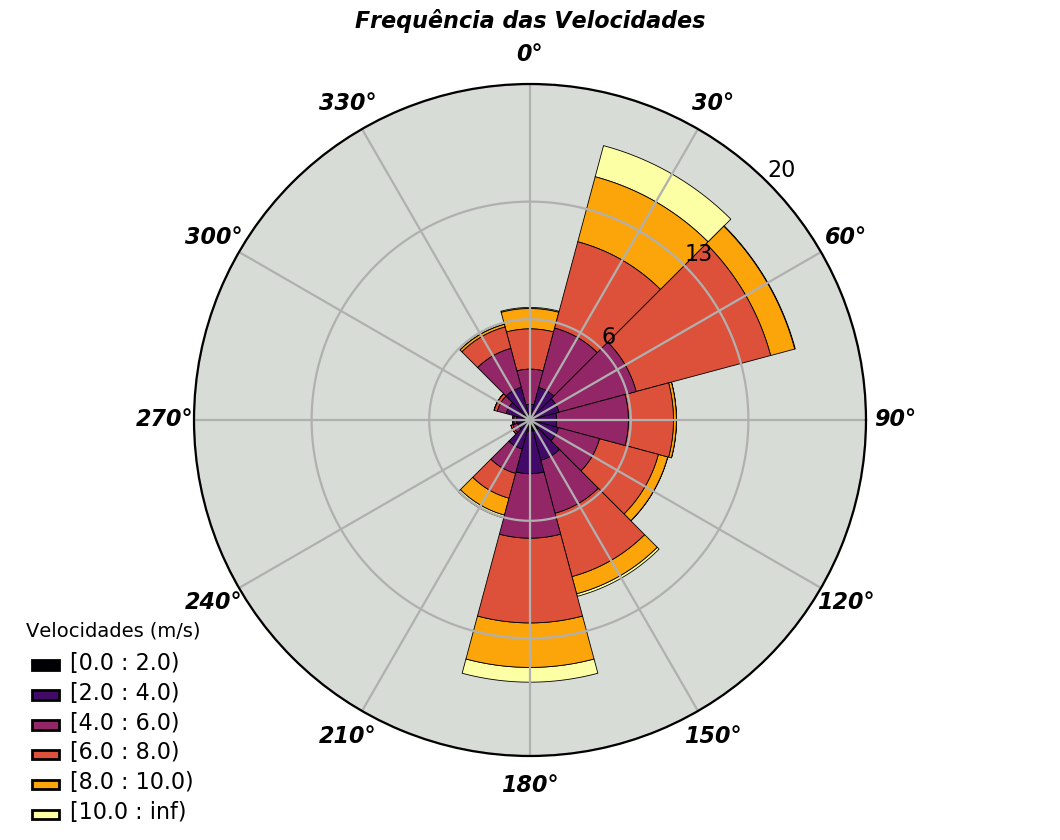 Frequência das Velocidades
0°
330°
30°
20
300°
60°
13
6
270°
90°
240°
120°
210°
150°
180°
Velocidades (m/s)
[0.0 : 2.0)
[2.0 : 4.0)
[4.0 : 6.0)
[6.0 : 8.0)
[8.0 : 10.0)
[10.0 : inf)